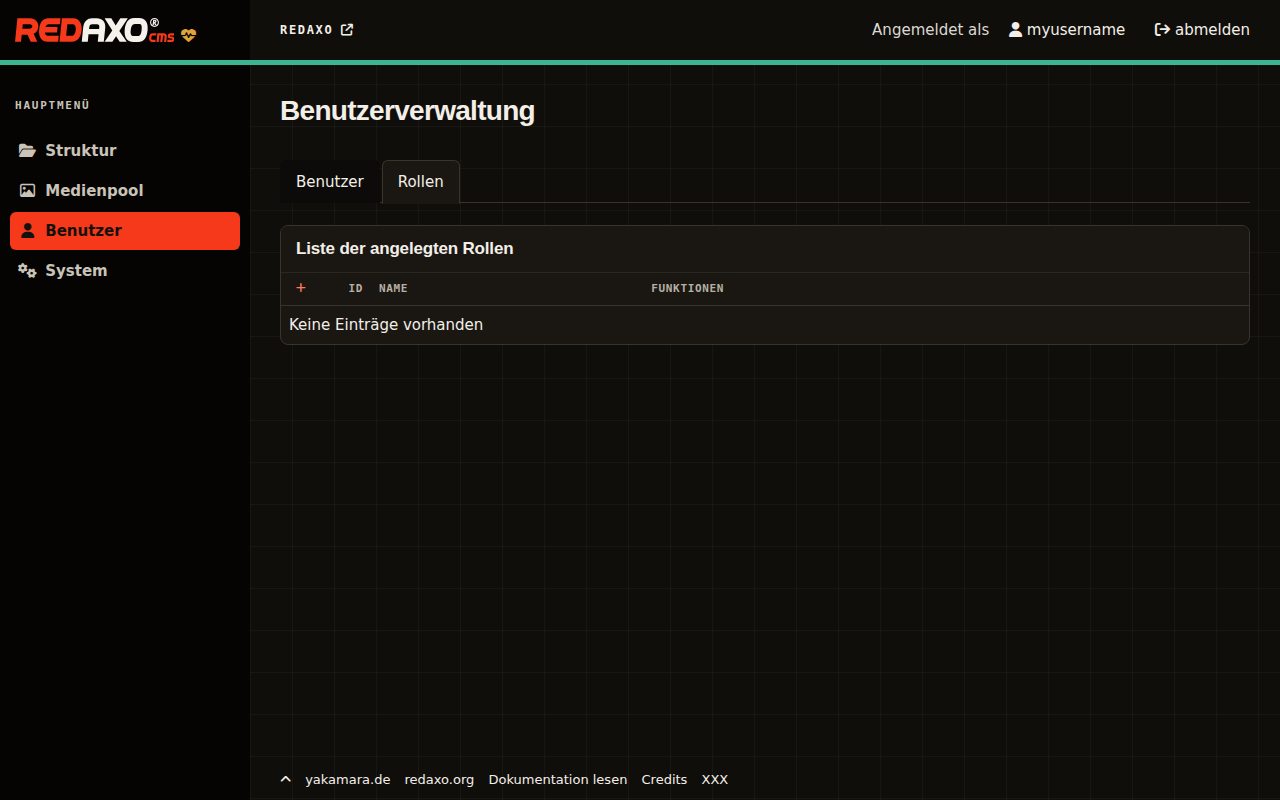 REDAXO® cms
REDAXO
Angemeldet als myusername abmelden
HAUPTMENÜ
Struktur
Medienpool
Benutzer
System
Benutzerverwaltung
Benutzer Rollen
Liste der angelegten Rollen
+ ID NAME FUNKTIONEN
Keine Einträge vorhanden
yakamara.de redaxo.org Dokumentation lesen Credits XXX